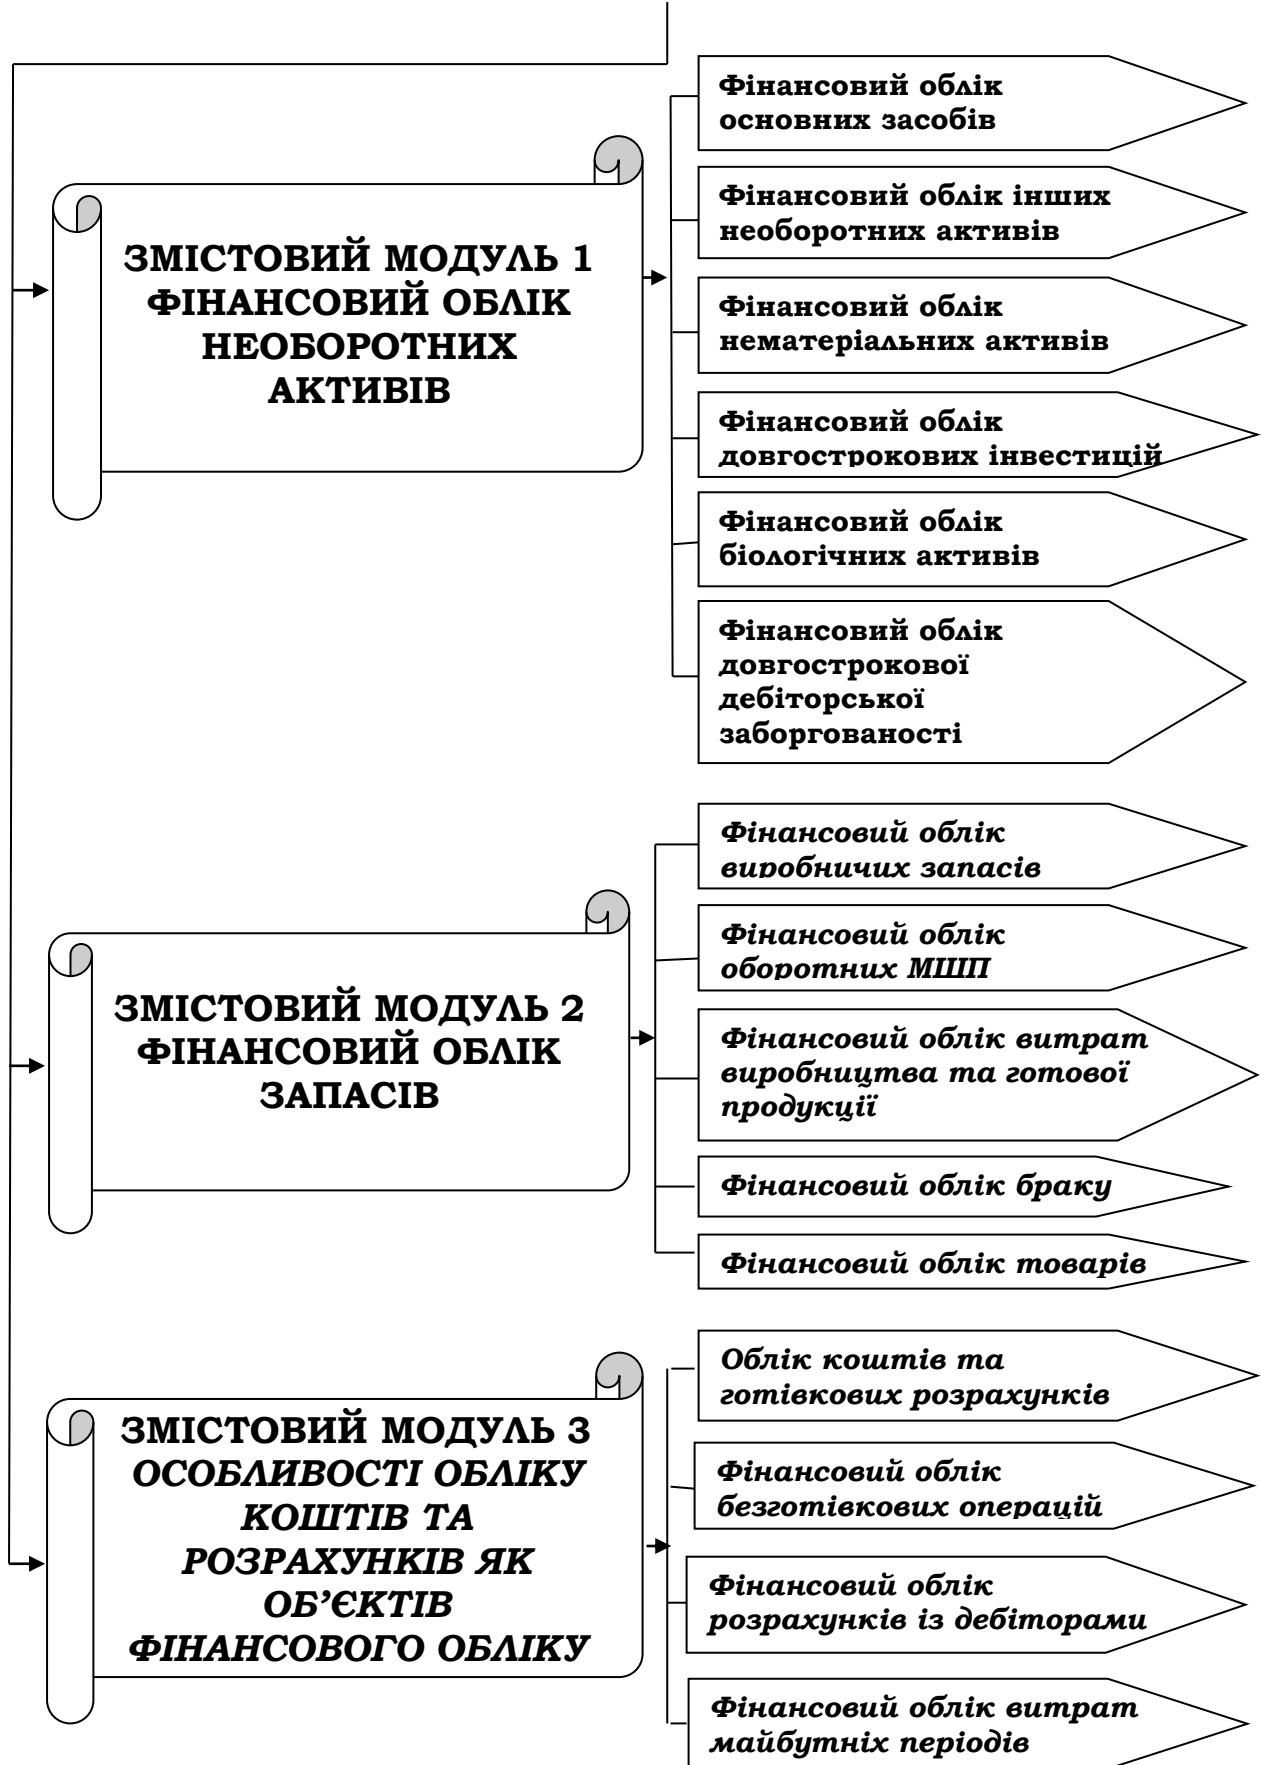 Фінансовий облік
основних засобів
Фінансовий облік інших
необоротних активів
ЗМІСТОВИЙ МОДУЛЬ 1
ФІНАНСОВИЙ ОБЛІК
НЕОБОРОТНИХ
АКТИВІВ
Фінансовий облік
нематеріальних активів
Фінансовий облік
довгострокових інвестицій
Фінансовий облік
біологічних активів
Фінансовий облік
довгострокової
дебіторської
заборгованості
Фінансовий облік
виробничих запасів
Фінансовий облік
оборотних МШП
ЗМІСТОВИЙ МОДУЛЬ 2
ФІНАНСОВИЙ ОБЛІК
ЗАПАСІВ
Фінансовий облік витрат
виробництва та готової
продукції
Фінансовий облік браку
Фінансовий облік товарів
Облік коштів та
готівкових розрахунків
ЗМІСТОВИЙ МОДУЛЬ 3
ОСОБЛИВОСТІ ОБЛІКУ
КОШТІВ ТА
РОЗРАХУНКІВ ЯК
ОБ’ЄКТІВ
ФІНАНСОВОГО ОБЛІКУ
Фінансовий облік
безготівкових операцій
Фінансовий облік
розрахунків із дебіторами
Фінансовий облік витрат
майбутніх періодів